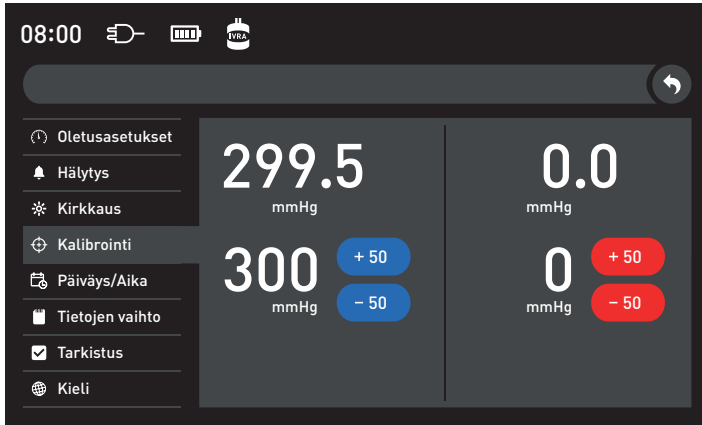 08:00 IVRA
Oletusasetukset
Hälytys
Kirkkaus
Kalibrointi
Päiväys/Aika
Tietojen vaihto
Tarkistus
Kieli
299.5
mmHg
300
mmHg
+ 50
– 50
0.0
mmHg
0
mmHg
+ 50
– 50